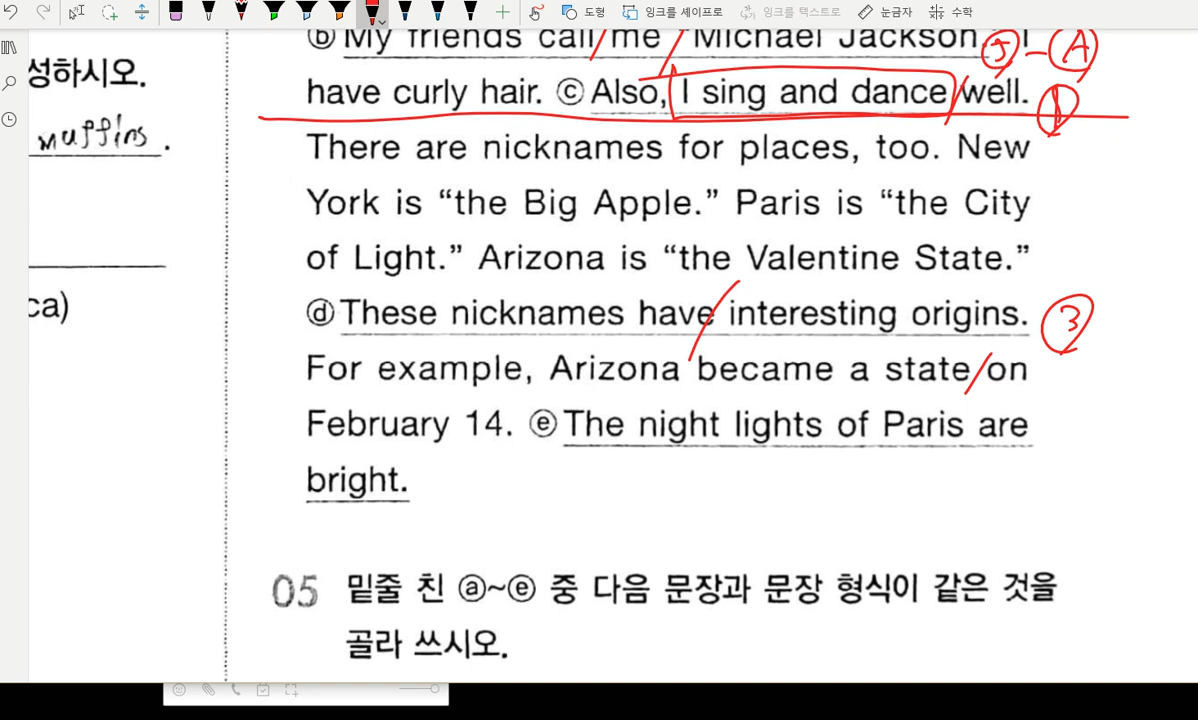 도형 잉크를 셰이프로 잉크를 텍스트로 눈금자 수학
성하시오.
muffins.
ca)
ⓑ My friends call/me/Michael Jackson. I ⑤-Ⓐ
have curly hair. ⓒ Also, I sing and dance/well. ①
There are nicknames for places, too. New
York is “the Big Apple.” Paris is “the City
of Light.” Arizona is “the Valentine State.”
ⓓ These nicknames have/interesting origins. ③
For example, Arizona became a state/on
February 14. ⓔ The night lights of Paris are
bright.
05 밑줄 친 ⓐ~ⓔ 중 다음 문장과 문장 형식이 같은 것을
골라 쓰시오.